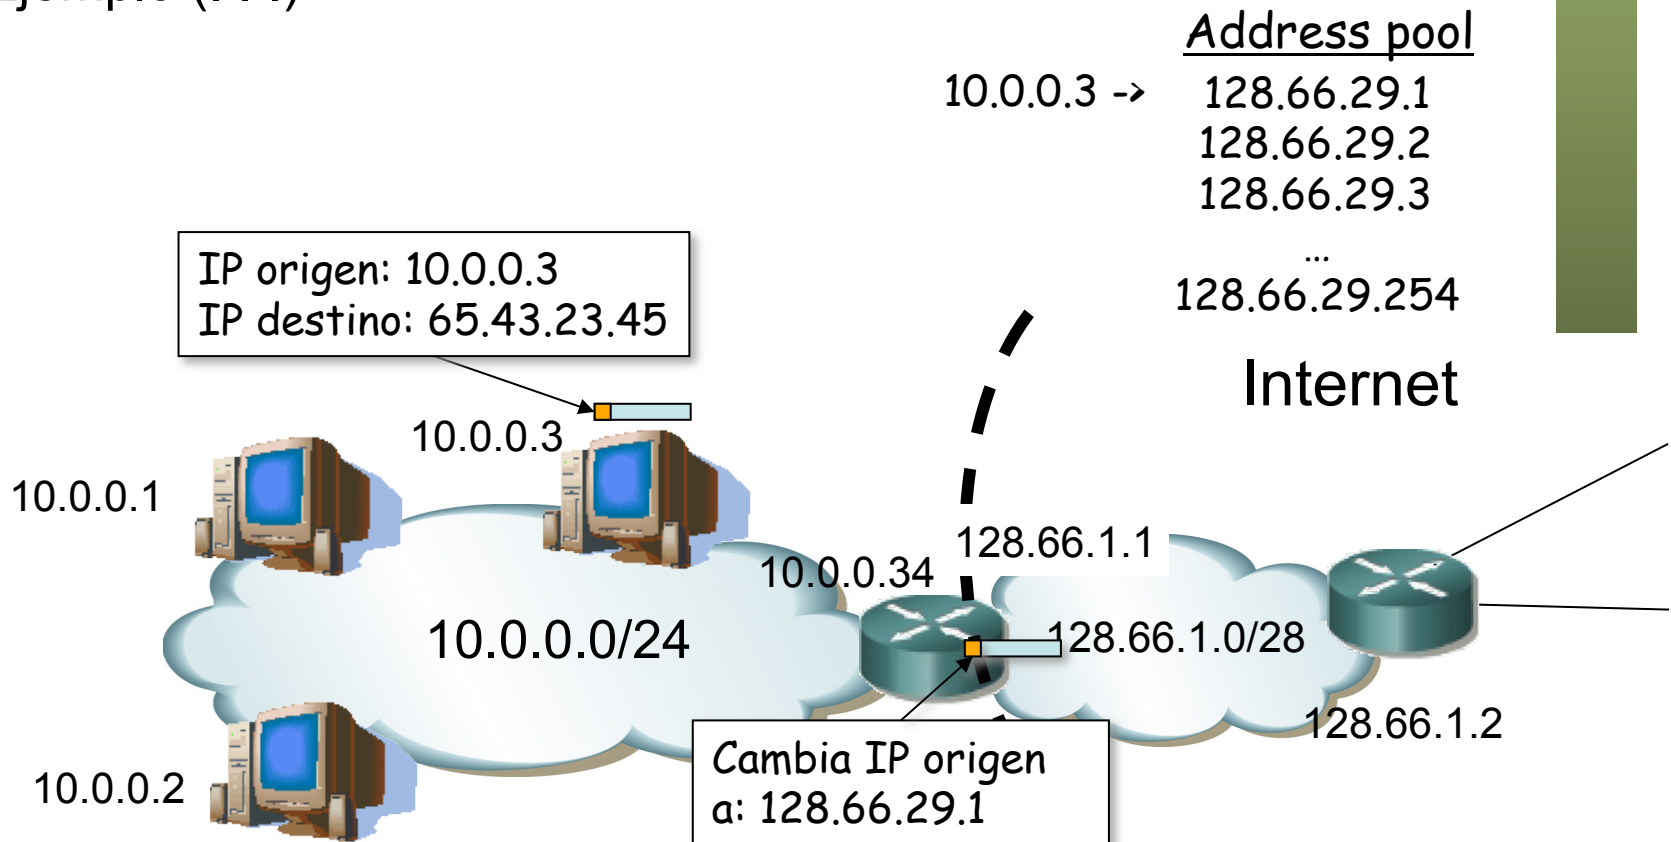 Address pool
10.0.0.3 -> 128.66.29.1
128.66.29.2
128.66.29.3
...
128.66.29.254
IP origen: 10.0.0.3
IP destino: 65.43.23.45
Internet
10.0.0.3
10.0.0.1
128.66.1.1
10.0.0.34
10.0.0.0/24
128.66.1.0/28
128.66.1.2
Cambia IP origen
a: 128.66.29.1
10.0.0.2